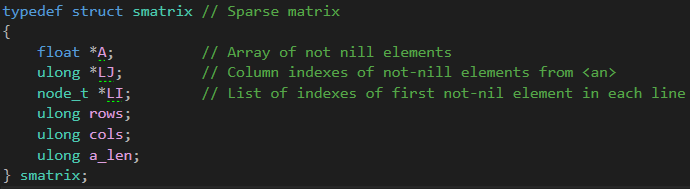 typedef struct smatrix // Sparse matrix
{
    float *A;           // Array of not nill elements
    ulong *LJ;          // Column indexes of not-nill elements from <an>
    node_t *LI;         // List of indexes of first not-nil element in each line
    ulong rows;
    ulong cols;
    ulong a_len;
} smatrix;